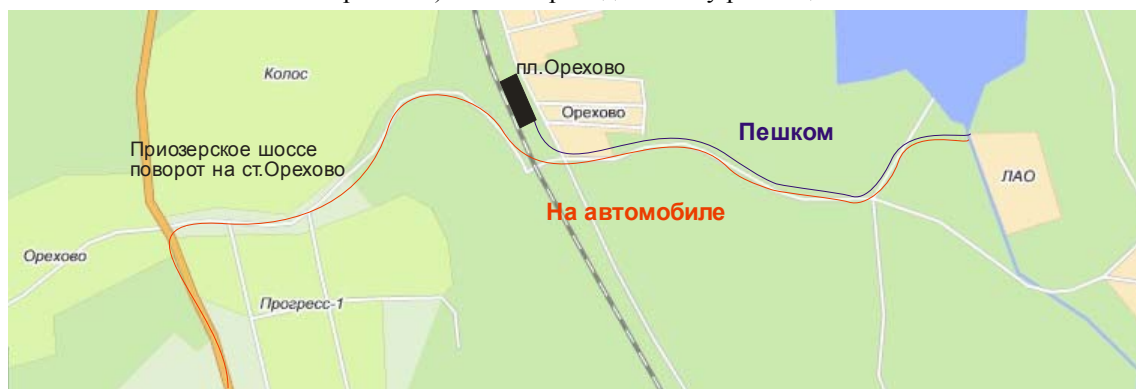 пл.Орехово
Колос
Орехово
Пешком
Приозерское шоссе
поворот на ст.Орехово
ЛАО
На автомобиле
Орехово
Прогресс-1